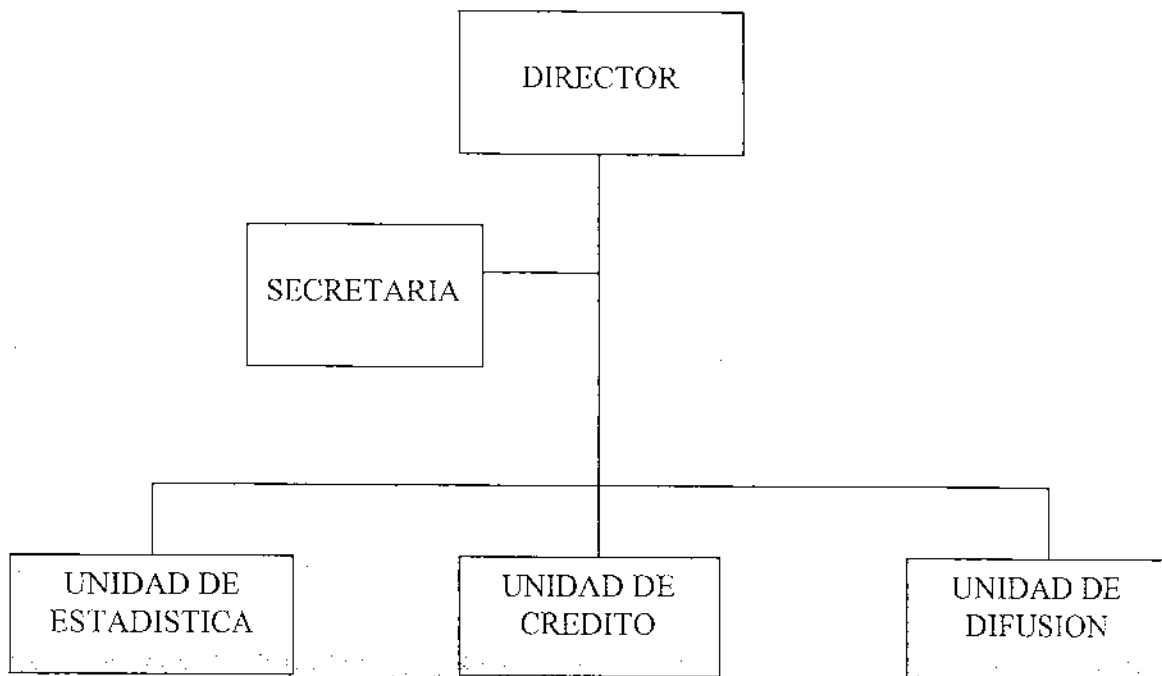 DIRECTOR
SECRETARIA
UNIDAD DE
ESTADISTICA
UNIDAD DE
CREDITO
UNIDAD DE
DIFUSION